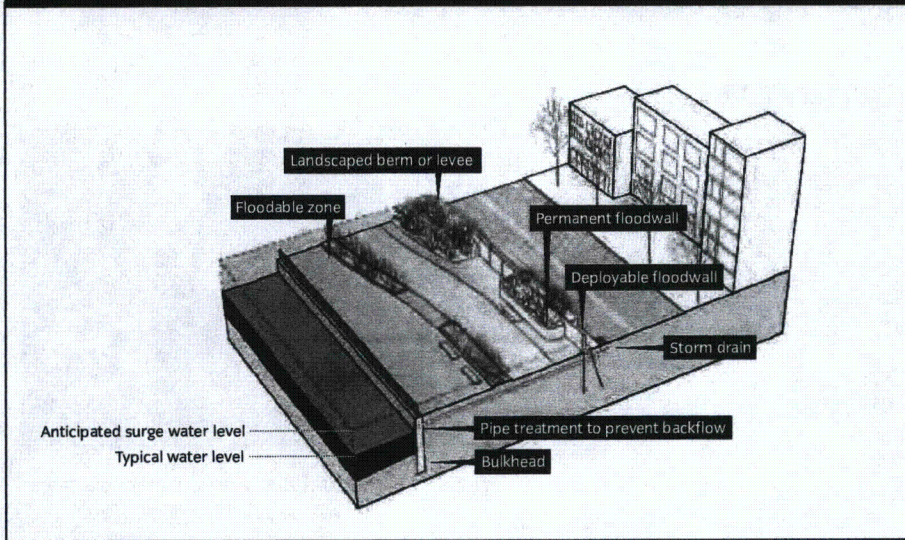 Landscaped berm or levee
Floodable zone
Permanent floodwall
Deployable floodwall
Storm drain
Anticipated surge water level
Pipe treatment to prevent backflow
Typical water level
Bulkhead